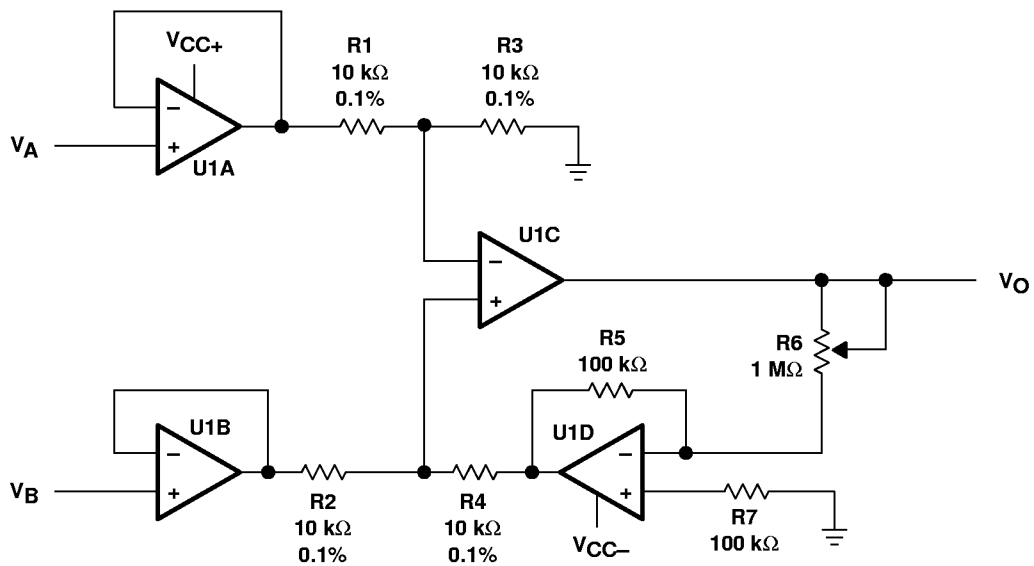 VCC+
R1
10 kΩ
0.1%
R3
10 kΩ
0.1%
−
+
VA
U1A
U1C
−
+
VO
R6
1 MΩ
R5
100 kΩ
U1B
−
+
VB
R2
10 kΩ
0.1%
R4
10 kΩ
0.1%
U1D
−
+
VCC−
R7
100 kΩ